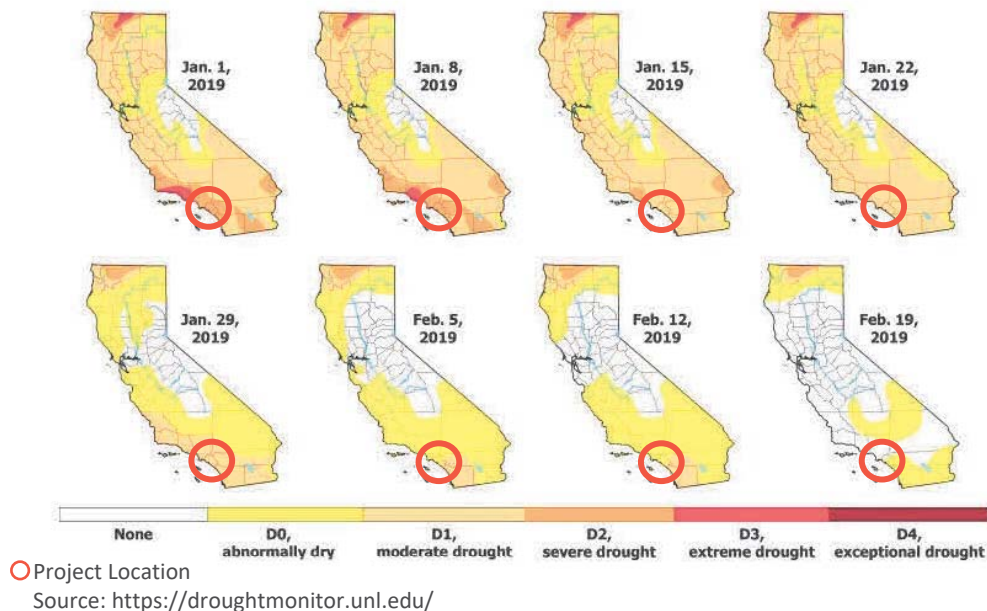 Jan. 1,
2019
Jan. 8,
2019
Jan. 15,
2019
Jan. 22,
2019
Jan. 29,
2019
Feb. 5,
2019
Feb. 12,
2019
Feb. 19,
2019
None
D0,
abnormally dry
D1,
moderate drought
D2,
severe drought
D3,
extreme drought
D4,
exceptional drought
Project Location
Source: https://droughtmonitor.unl.edu/